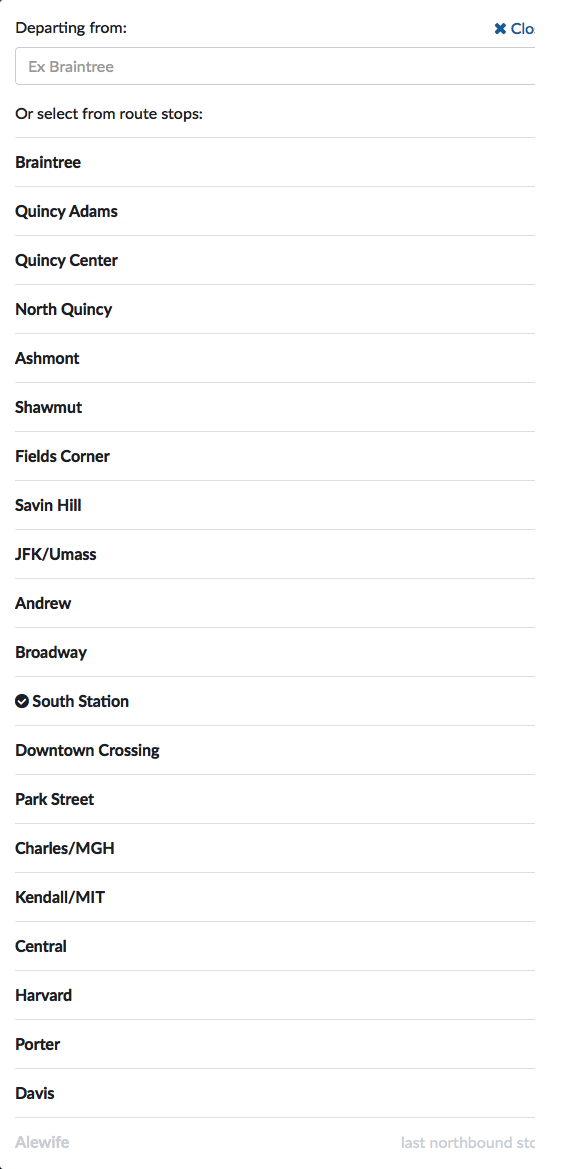 Departing from:
✖ Clo
Ex Braintree
Or select from route stops:
Braintree
Quincy Adams
Quincy Center
North Quincy
Ashmont
Shawmut
Fields Corner
Savin Hill
JFK/Umass
Andrew
Broadway
South Station
Downtown Crossing
Park Street
Charles/MGH
Kendall/MIT
Central
Harvard
Porter
Davis
Alewife last northbound sto